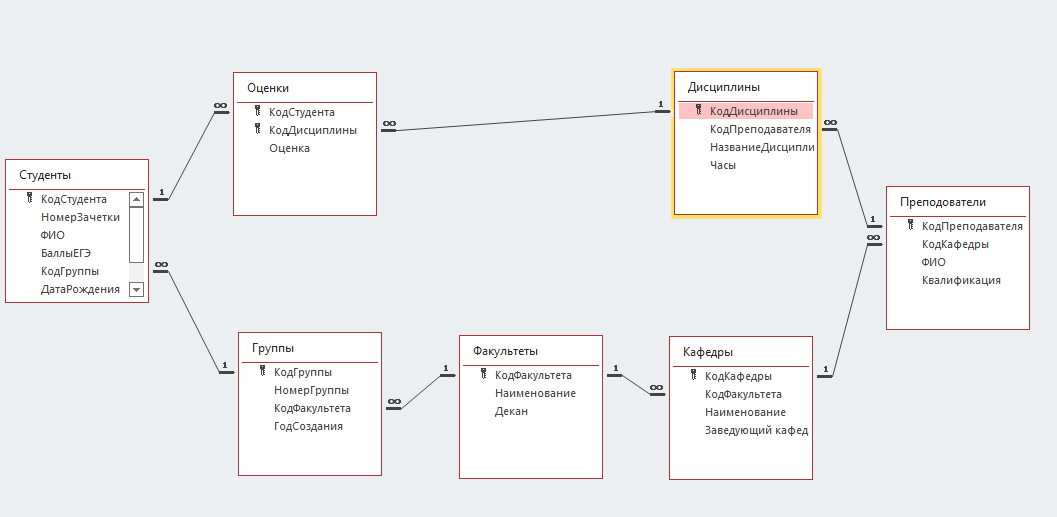 Оценки
КодСтудента
КодДисциплины
Оценка
Дисциплины
КодДисциплины
КодПреподавателя
НазваниеДисципли
Часы
Студенты
КодСтудента
НомерЗачетки
ФИО
БаллыЕГЭ
КодГруппы
ДатаРождения
Преподователи
КодПреподавателя
КодКафедры
ФИО
Квалификация
Группы
КодГруппы
НомерГруппы
КодФакультета
ГодСоздания
Факультеты
КодФакультета
Наименование
Декан
Кафедры
КодКафедры
КодФакультета
Наименование
Заведующий кафед
1
∞
∞
1
∞
1
∞
1
∞
1
∞
1
1
∞